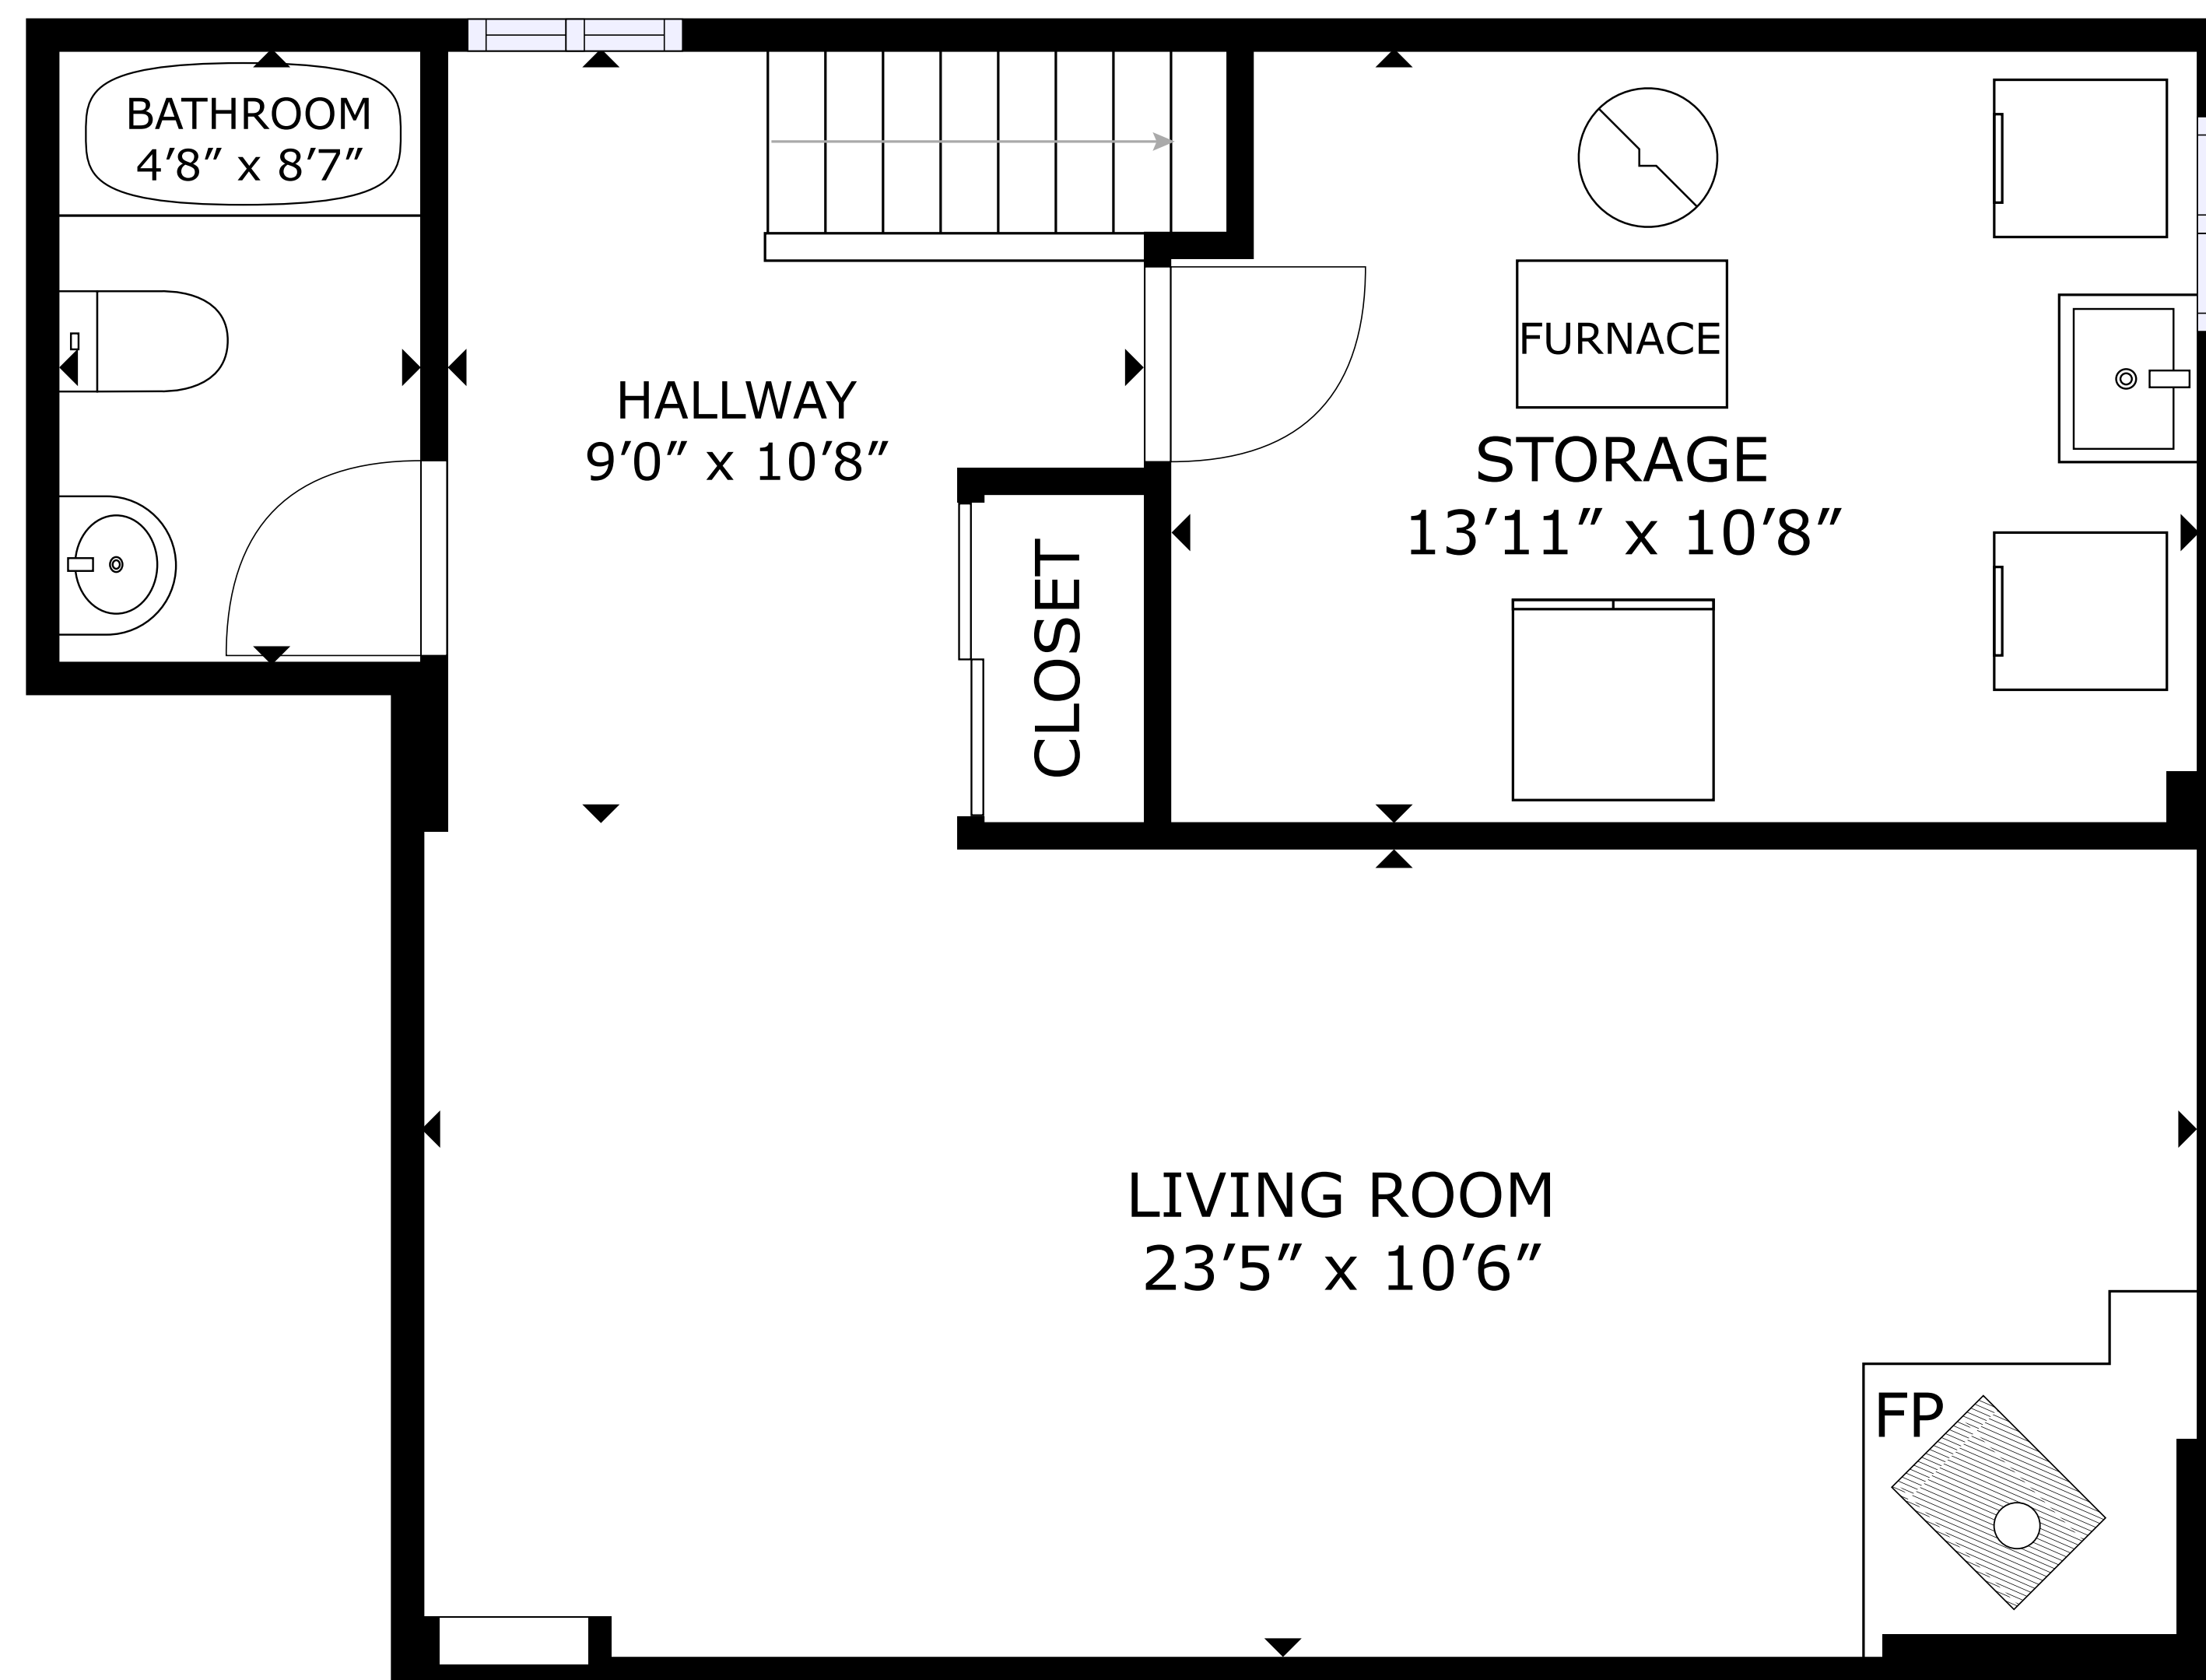 BATHROOM
4′8″ x 8′7″
HALLWAY
9′0″ x 10′8″
FURNACE
STORAGE
13′11″ x 10′8″
CLOSET
LIVING ROOM
23′5″ x 10′6″
FP